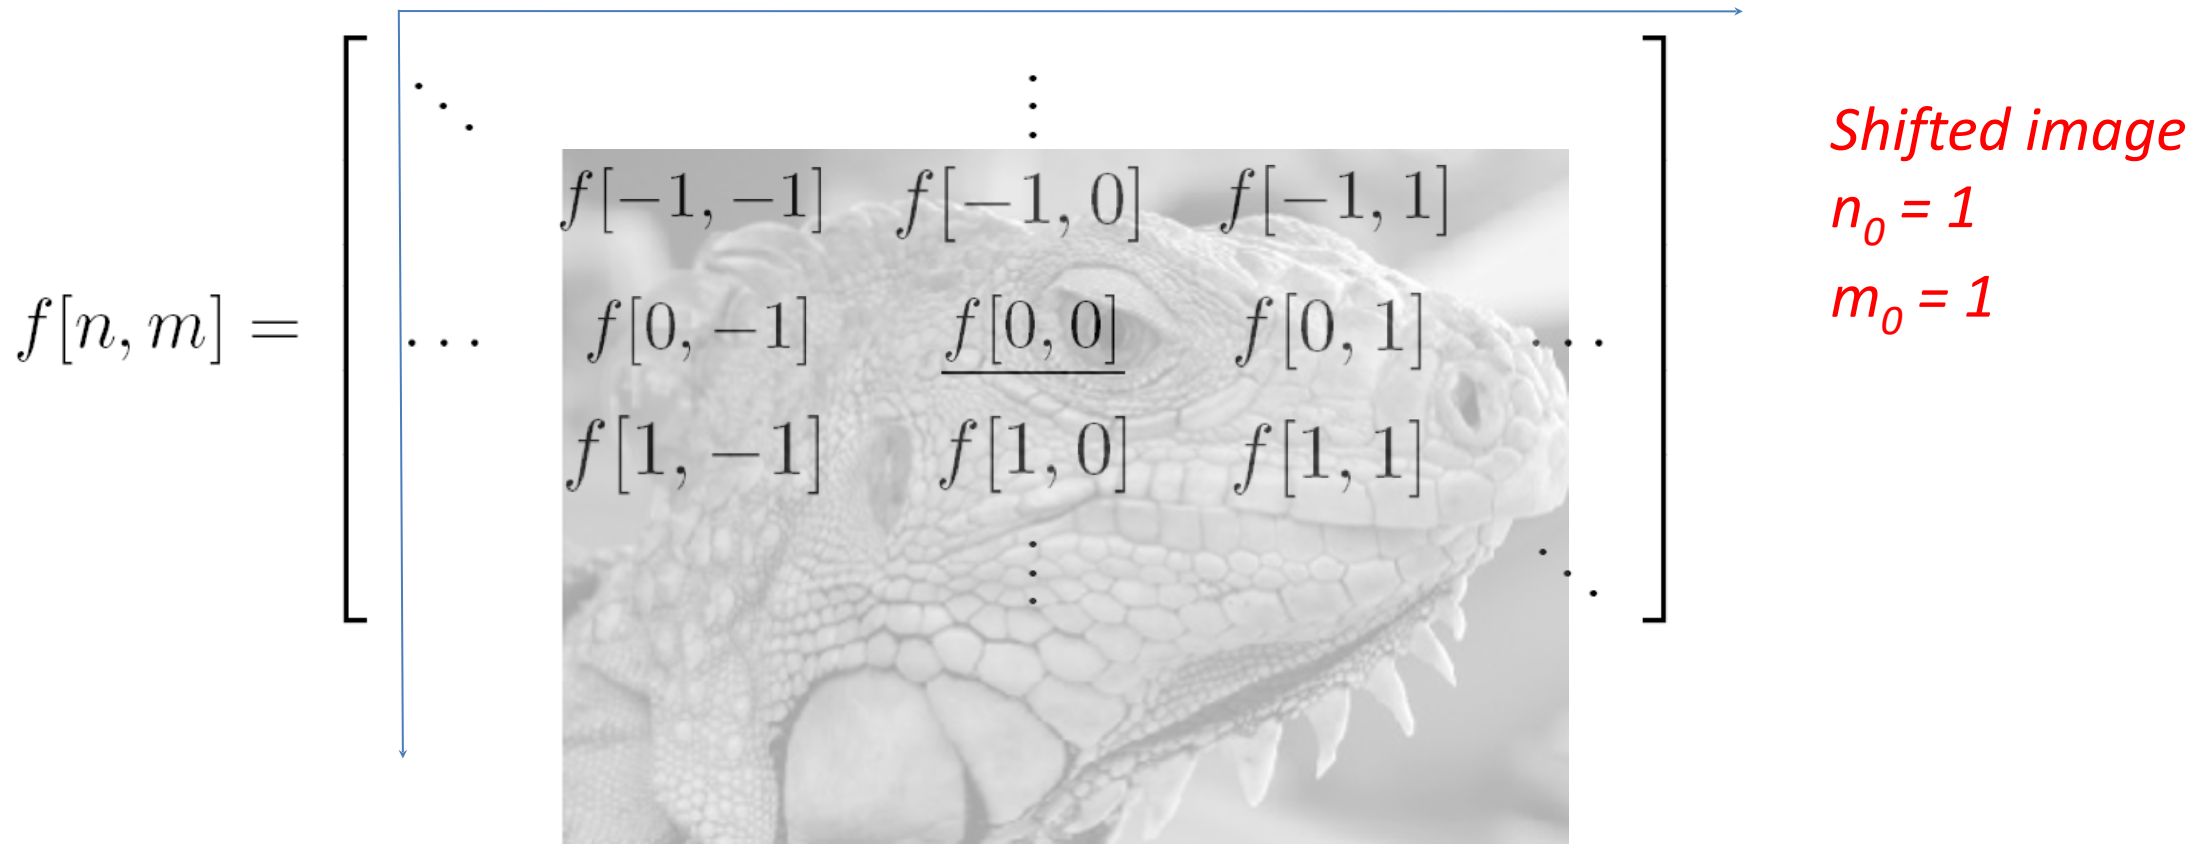 ⋱ ⋮
f[−1, −1] f[−1, 0] f[−1, 1]
f[n, m] = … f[0, −1] f[0, 0] f[0, 1] …
f[1, −1] f[1, 0] f[1, 1]
⋮ ⋱
Shifted image
n₀ = 1
m₀ = 1